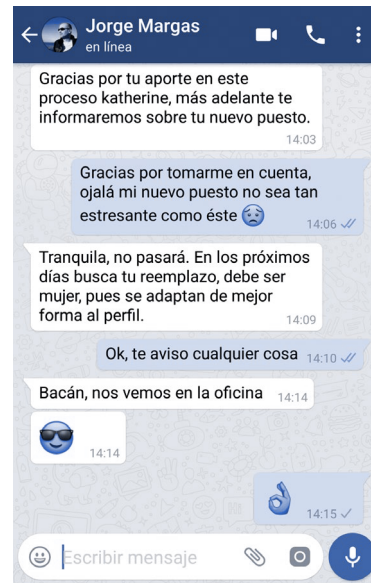 Jorge Margas
en línea
Gracias por tu aporte en este
proceso katherine, más adelante te
informaremos sobre tu nuevo puesto.
14:03
Gracias por tomarme en cuenta,
ojalá mi nuevo puesto no sea tan
estresante como éste 😥
14:06
Tranquila, no pasará. En los próximos
días busca tu reemplazo, debe ser
mujer, pues se adaptan de mejor
forma al perfil.
14:09
Ok, te aviso cualquier cosa 14:10
Bacán, nos vemos en la oficina 14:14
😎
14:14
👌
14:15
Escribir mensaje